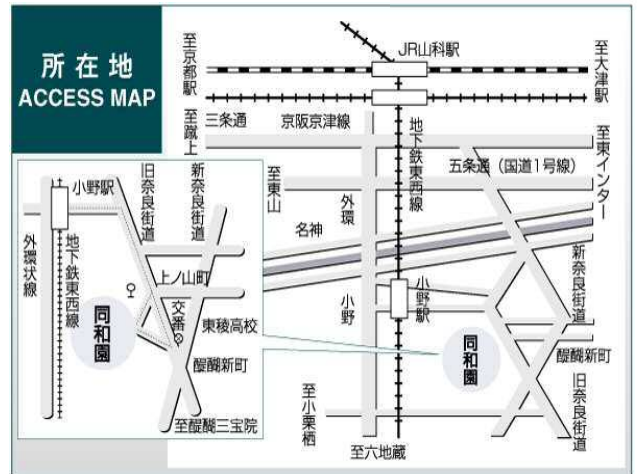 所在地
ACCESS MAP
JR山科駅
至京都駅
至大津駅
三条通
京阪京津線
至蹴上
地下鉄東西線
至東インター
五条通（国道1号線）
至東山
外環
名神
新奈良街道
小野
小野駅
同和園
醍醐新町
旧奈良街道
至小栗栖
至六地蔵
小野駅
旧奈良街道
新奈良街道
外環状線
地下鉄東西線
上ノ山町
交番
東稜高校
同和園
醍醐新町
至醍醐三宝院